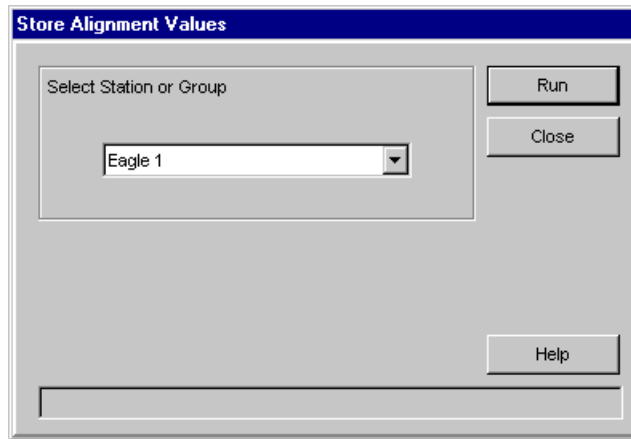 Store Alignment Values
Select Station or Group
Run
Eagle 1
Close
Help